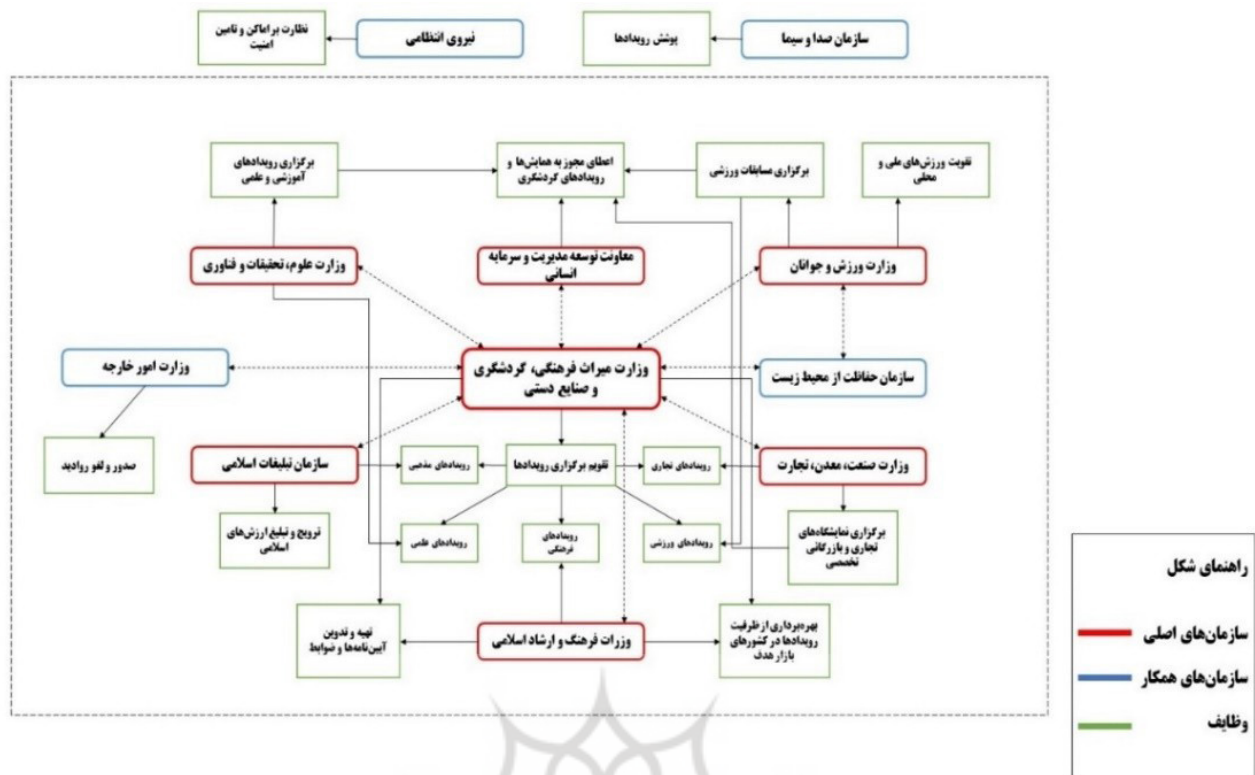 سازمان صدا و سیما
پوشش رویدادها
نیروی انتظامی
نظارت بر اماکن و تامین
امنیت
تقویت ورزش‌های ملی و
محلی
برگزاری مسابقات ورزشی
اعطای مجوز به همایش‌ها و
رویدادهای گردشگری
برگزاری رویدادهای
آموزشی و علمی
وزارت ورزش و جوانان
معاونت توسعه مدیریت و سرمایه
انسانی
وزارت علوم، تحقیقات و فناوری
سازمان حفاظت از محیط زیست
وزارت میراث فرهنگی، گردشگری
و صنایع دستی
وزارت امور خارجه
وزارت صنعت، معدن، تجارت
رویدادهای تجاری
تقویم برگزاری رویدادها
رویدادهای مذهبی
سازمان تبلیغات اسلامی
صدور و لغو روادید
برگزاری نمایشگاه‌های
تجاری و بازرگانی
تخصصی
رویدادهای ورزشی
رویدادهای
فرهنگی
رویدادهای علمی
ترویج و تبلیغ ارزش‌های
اسلامی
بهره‌برداری از ظرفیت
رویدادها در کشورهای
بازار هدف
وزرات فرهنگ و ارشاد اسلامی
تهیه و تدوین
آیین‌نامه‌ها و ضوابط
راهنمای شکل
سازمان‌های اصلی
سازمان‌های همکار
وظایف